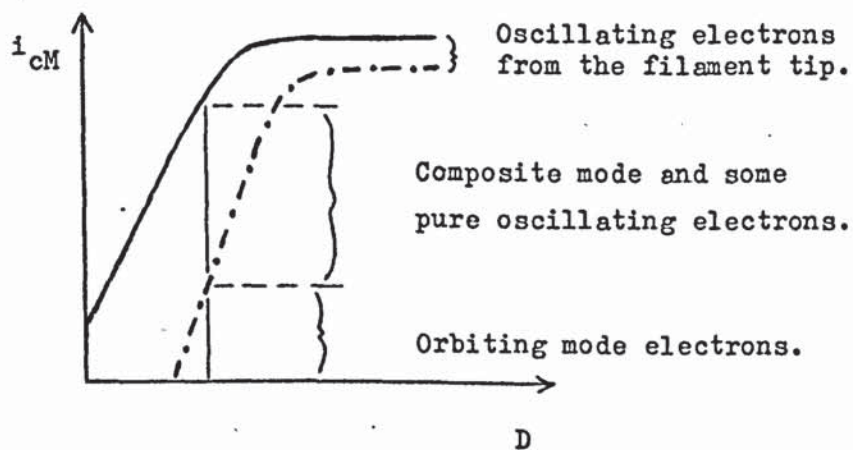 i_cM
Oscillating electrons
from the filament tip.
Composite mode and some
pure oscillating electrons.
Orbiting mode electrons.
D